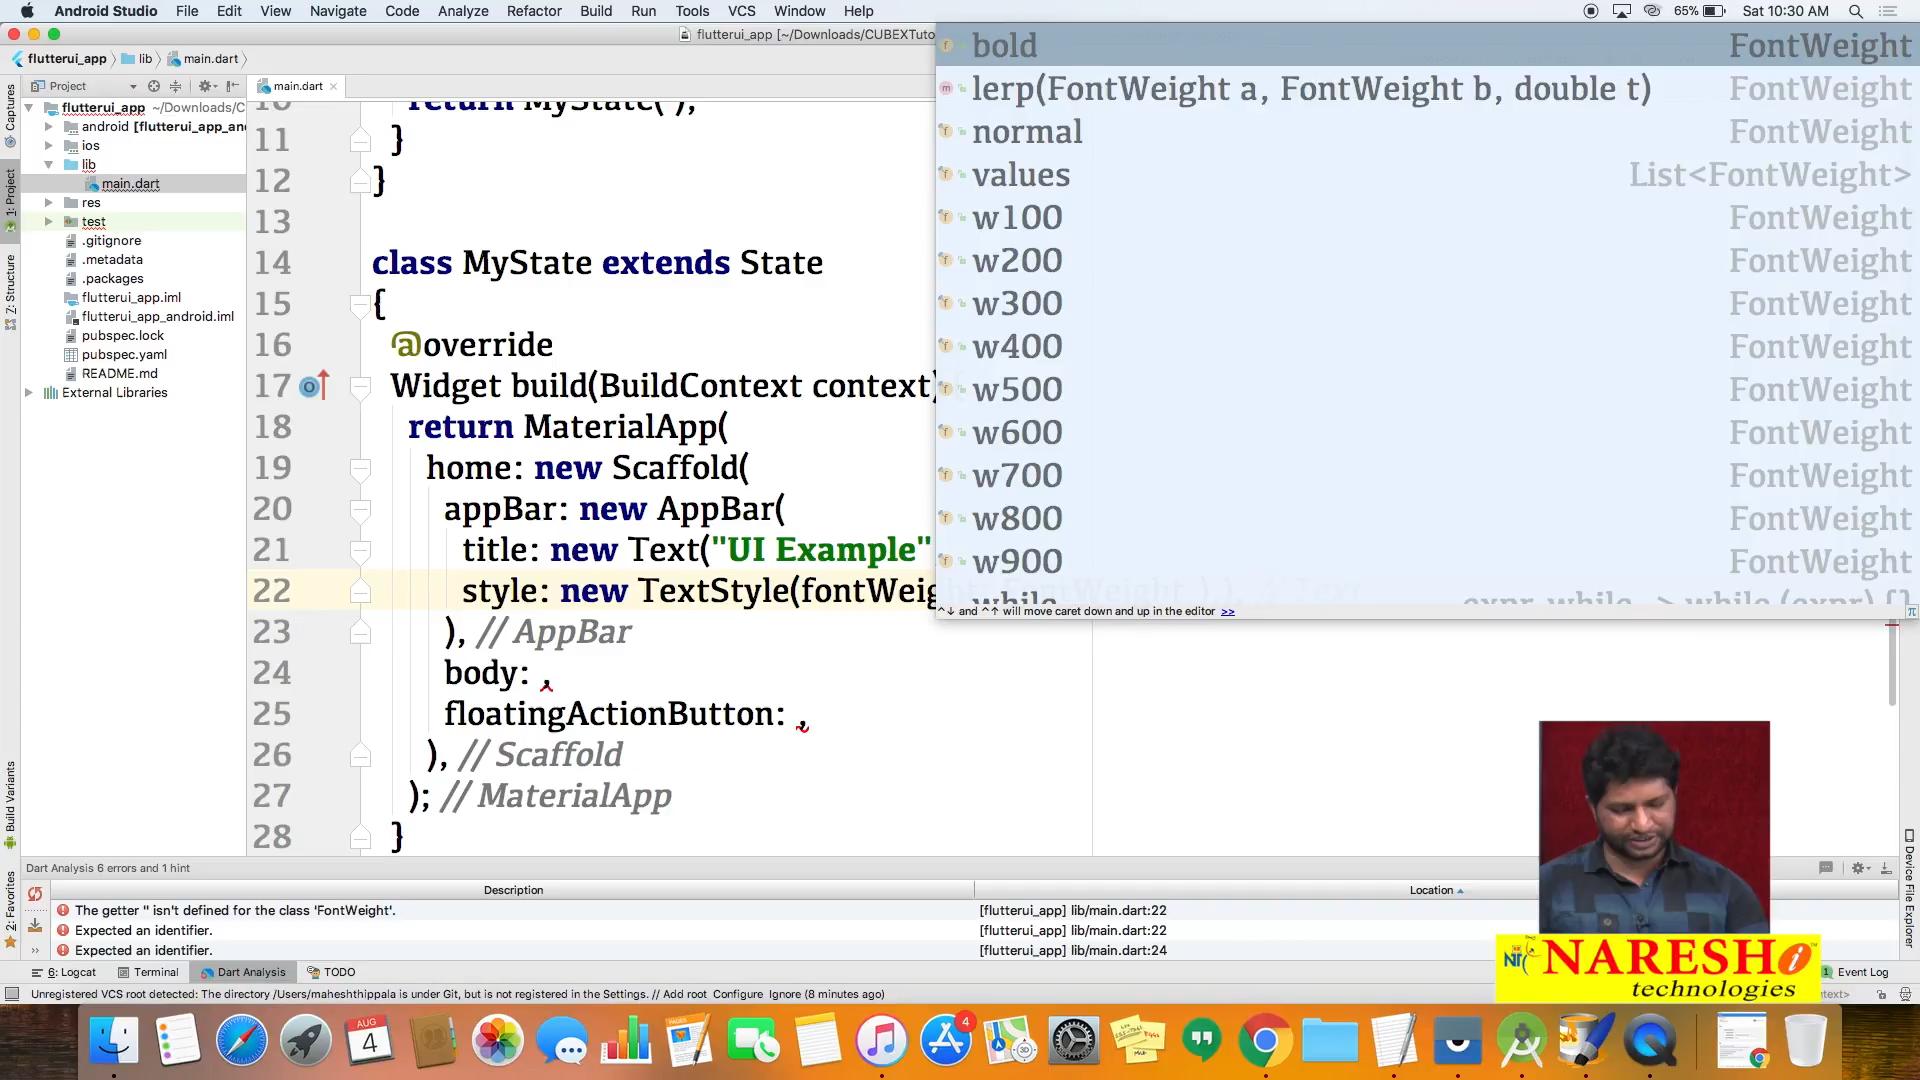 Android Studio File Edit View Navigate Code Analyze Refactor Build Run Tools VCS Window Help 65% Sat 10:30 AM
flutterui_app [~/Downloads/CUBEXTuto
flutterui_app lib main.dart
Project
main.dart
flutterui_app ~/Downloads/C
android [flutterui_app_an
ios
lib
main.dart
res
test
.gitignore
.metadata
.packages
flutterui_app.iml
flutterui_app_android.iml
pubspec.lock
pubspec.yaml
README.md
External Libraries
Captures
1: Project
Z: Structure
Build Variants
2: Favorites
10 return MyState( );
11 }
12 }
13
14 class MyState extends State
15 {
16 @override
17 Widget build(BuildContext context)
18 return MaterialApp(
19 home: new Scaffold(
20 appBar: new AppBar(
21 title: new Text("UI Example"
22 style: new TextStyle(fontWeig
23 ), // AppBar
24 body: ,
25 floatingActionButton: ,
26 ), // Scaffold
27 ); // MaterialApp
28 }
bold FontWeight
lerp(FontWeight a, FontWeight b, double t) FontWeight
normal FontWeight
values List<FontWeight>
w100 FontWeight
w200 FontWeight
w300 FontWeight
w400 FontWeight
w500 FontWeight
w600 FontWeight
w700 FontWeight
w800 FontWeight
w900 FontWeight
while expr while -> while (expr) {}
^↓ and ^↑ will move caret down and up in the editor >> π
Device File Explorer
Dart Analysis 6 errors and 1 hint
Description Location
The getter '' isn't defined for the class 'FontWeight'. [flutterui_app] lib/main.dart:22
Expected an identifier. [flutterui_app] lib/main.dart:22
Expected an identifier. [flutterui_app] lib/main.dart:24
6: Logcat Terminal Dart Analysis TODO 1 Event Log
Unregistered VCS root detected: The directory /Users/maheshthippala is under Git, but is not registered in the Settings. // Add root Configure Ignore (8 minutes ago)
NARESH i
technologies
AUG
4
4